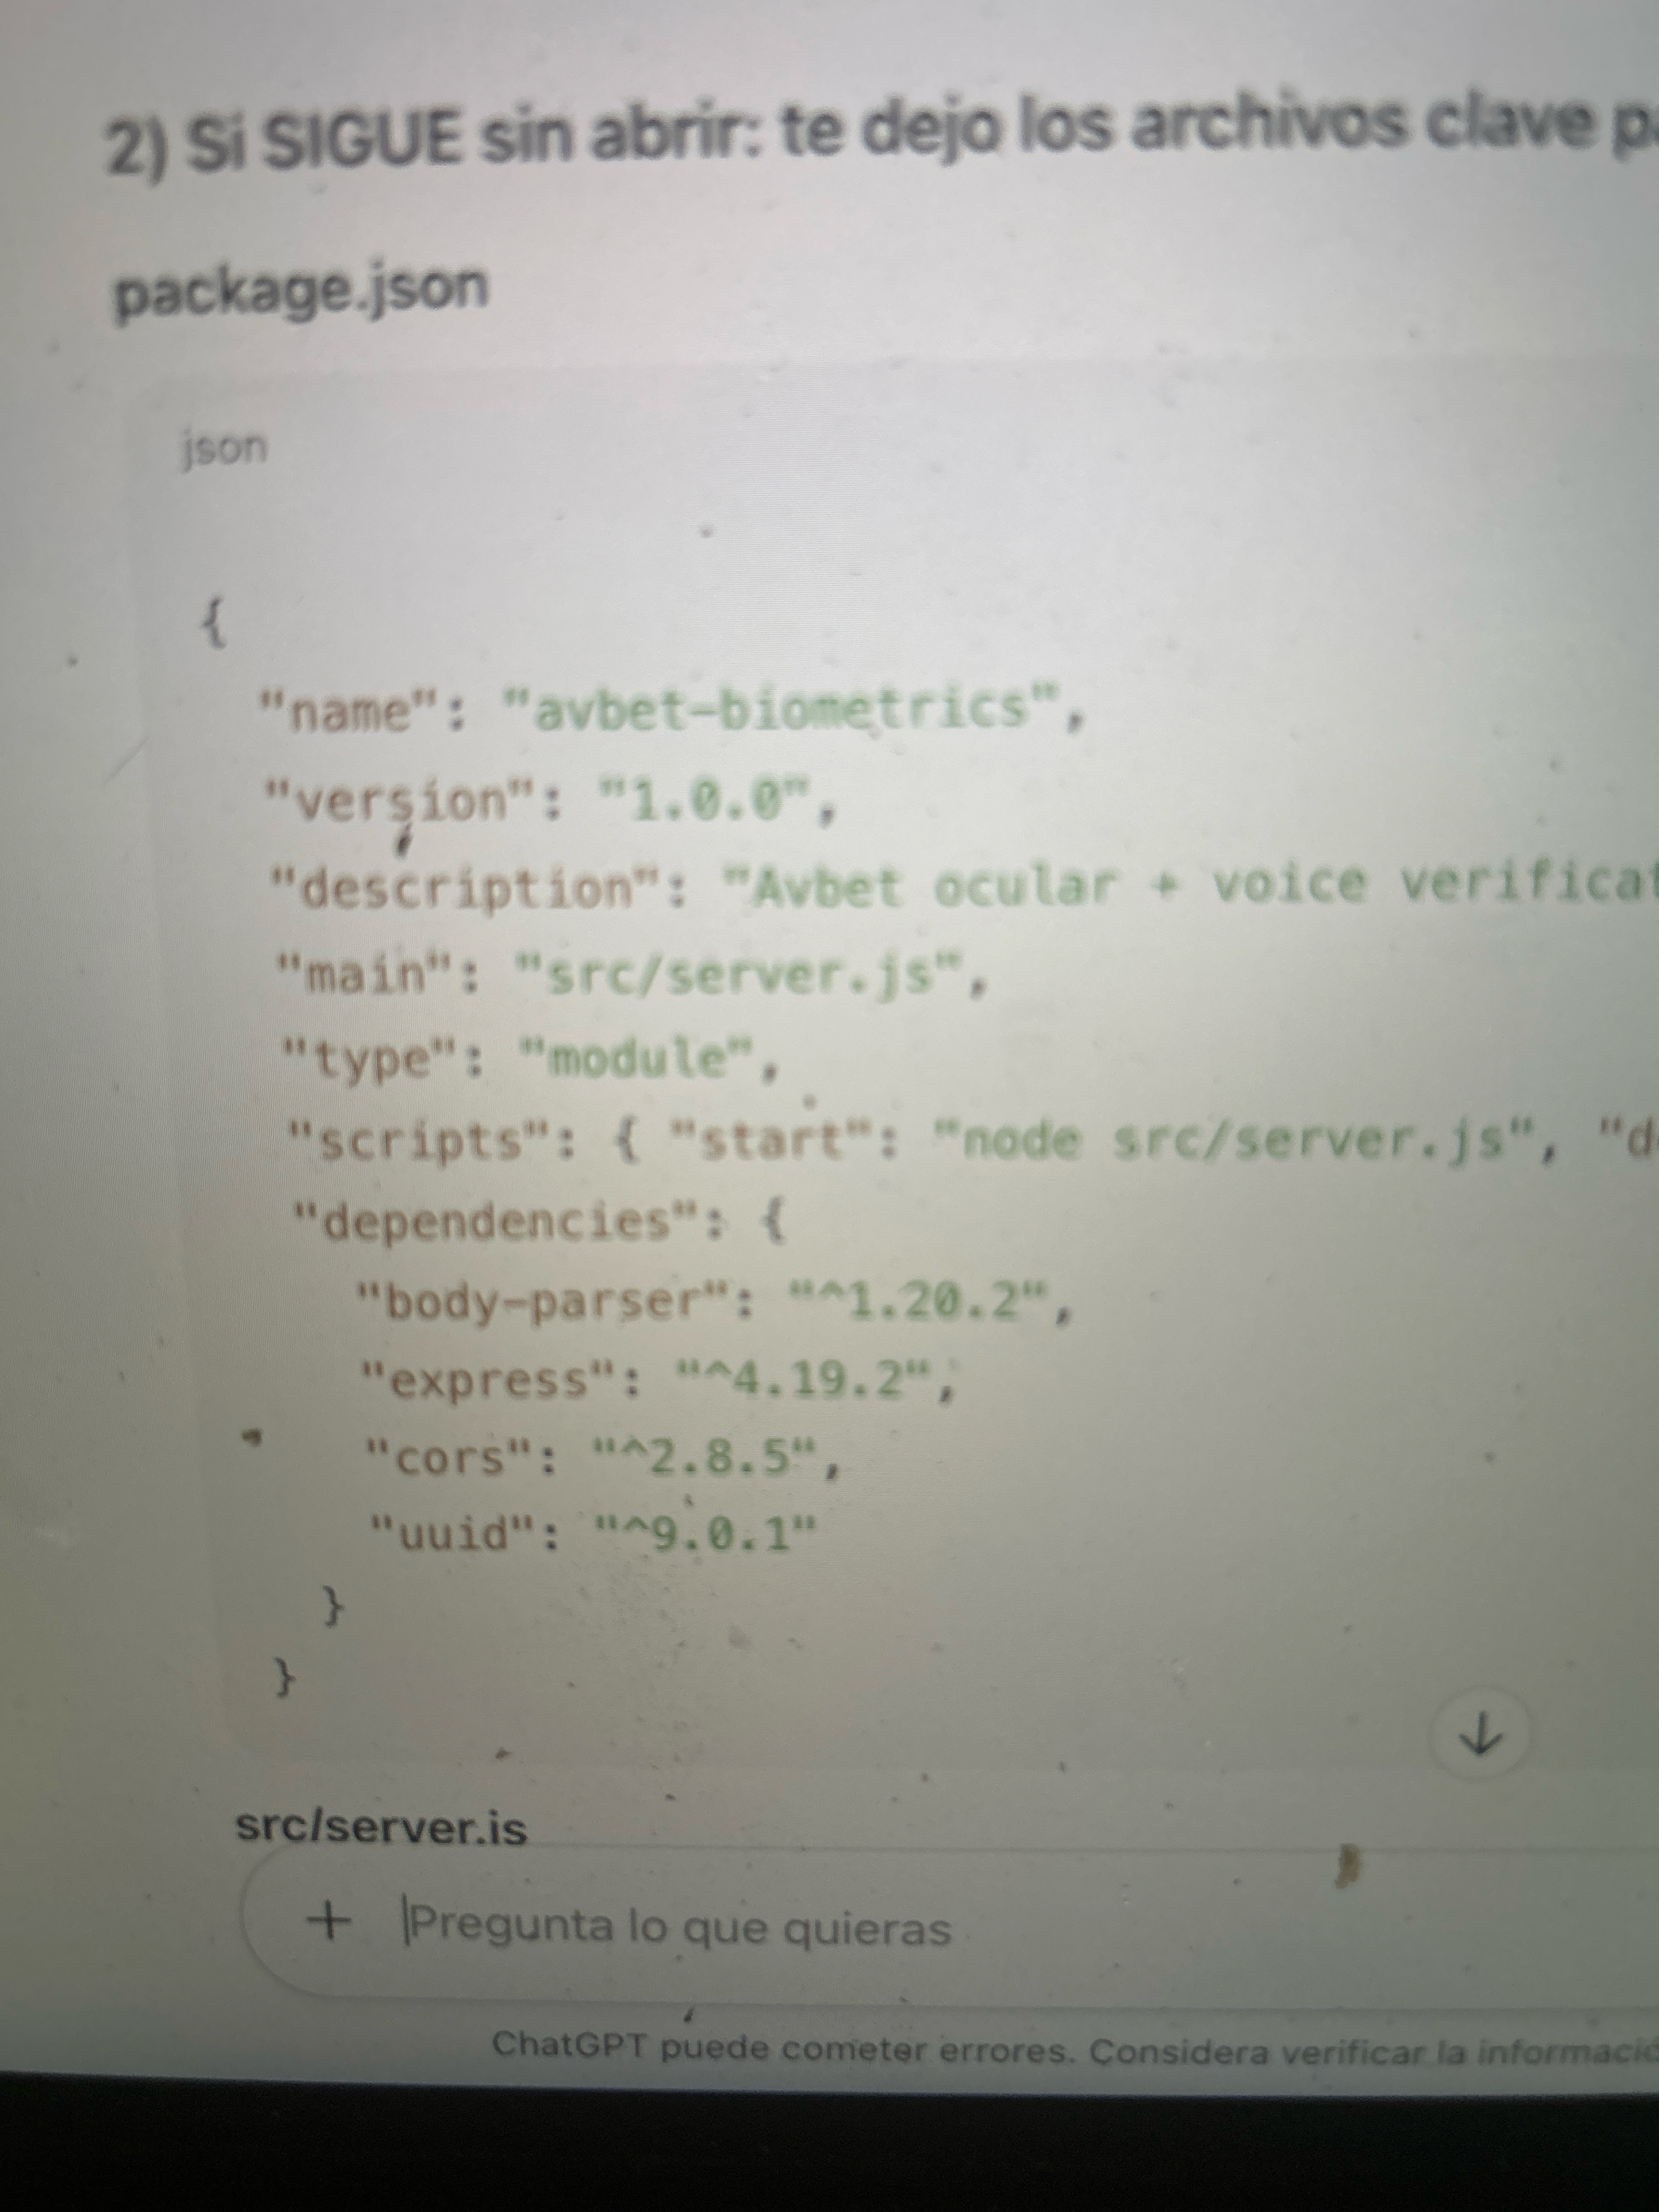 2) Si SIGUE sin abrir: te dejo los archivos clave
package.json
json
{
"name": "avbet-biometrics",
"version": "1.0.0",
"description": "Avbet ocular + voice verificat
"main": "src/server.js",
"type": "module",
"scripts": { "start": "node src/server.js", "d
"dependencies": {
"body-parser": "^1.20.2",
"express": "^4.19.2",
"cors": "^2.8.5",
"uuid": "^9.0.1"
}
}
src/server.js
Pregunta lo que quieras
ChatGPT puede cometer errores. Considera verificar la informació